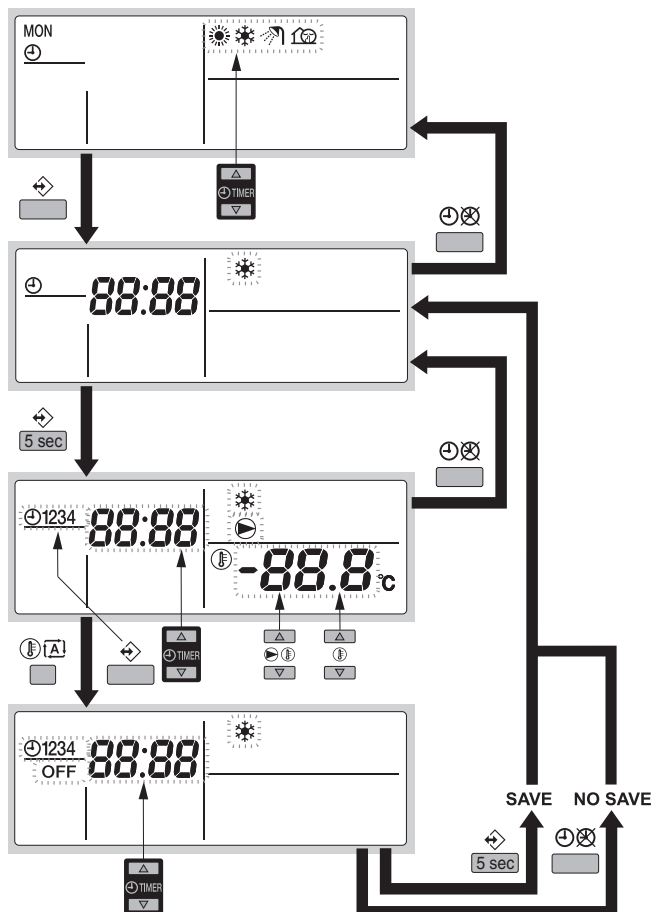 MON
TIMER
88:88
5 sec
1234 88:88
-88.8 °C
A
TIMER
1234 88:88
OFF
SAVE NO SAVE
5 sec
TIMER